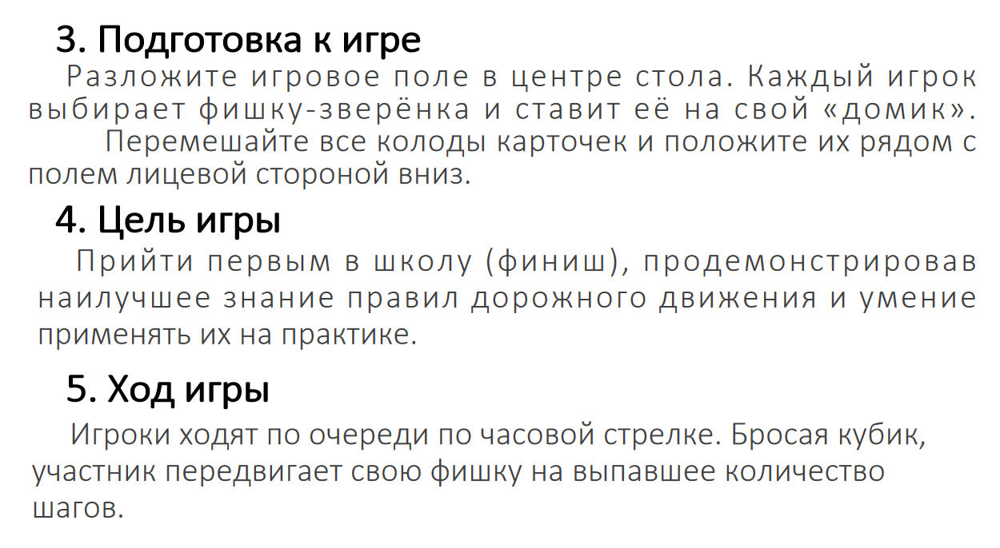 3. Подготовка к игре
Разложите игровое поле в центре стола. Каждый игрок
выбирает фишку-зверёнка и ставит её на свой «домик».
Перемешайте все колоды карточек и положите их рядом с
полем лицевой стороной вниз.
4. Цель игры
Прийти первым в школу (финиш), продемонстрировав
наилучшее знание правил дорожного движения и умение
применять их на практике.
5. Ход игры
Игроки ходят по очереди по часовой стрелке. Бросая кубик,
участник передвигает свою фишку на выпавшее количество
шагов.